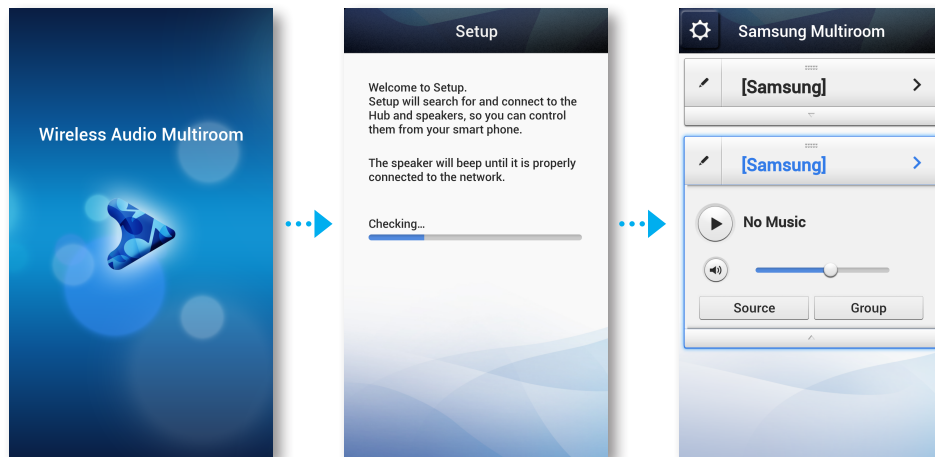 Wireless Audio Multiroom
Setup
Welcome to Setup.
Setup will search for and connect to the
Hub and speakers, so you can control
them from your smart phone.
The speaker will beep until it is properly
connected to the network.
Checking...
Samsung Multiroom
[Samsung]
[Samsung]
No Music
Source
Group